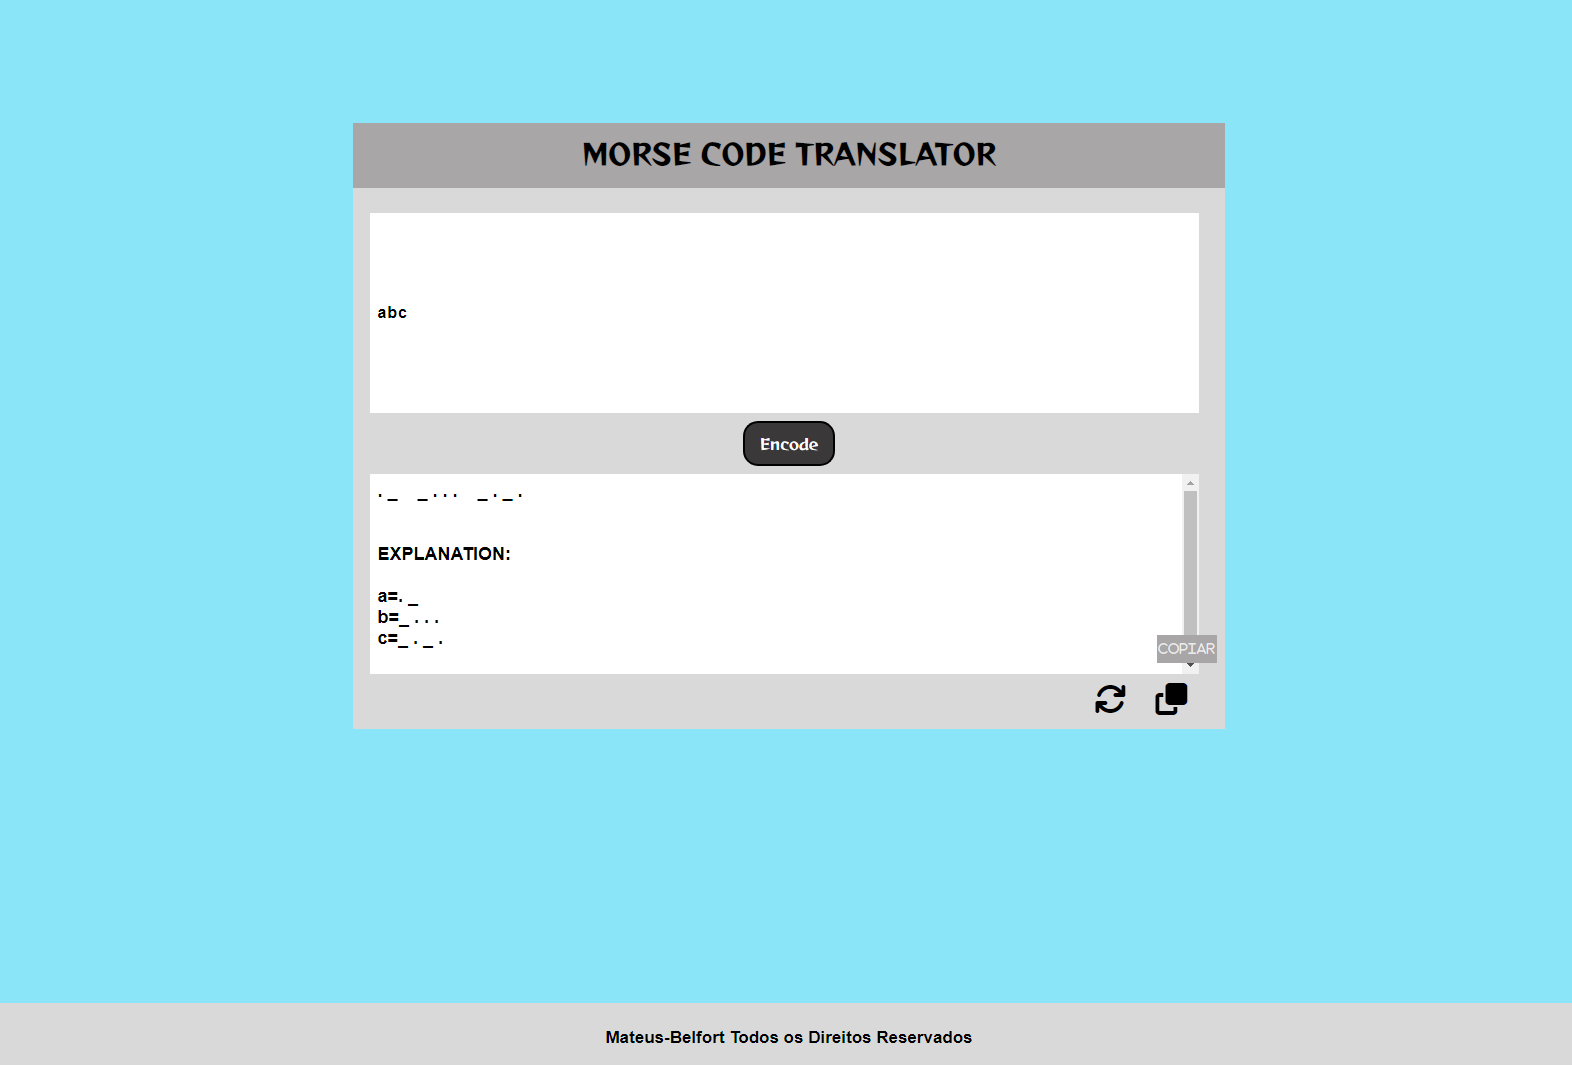 MORSE CODE TRANSLATOR
abc
Encode
. _   _ . . .   _ . _ .
EXPLANATION:
a=. _
b=_ . . .
c=_ . _ .
COPIAR
Mateus-Belfort Todos os Direitos Reservados